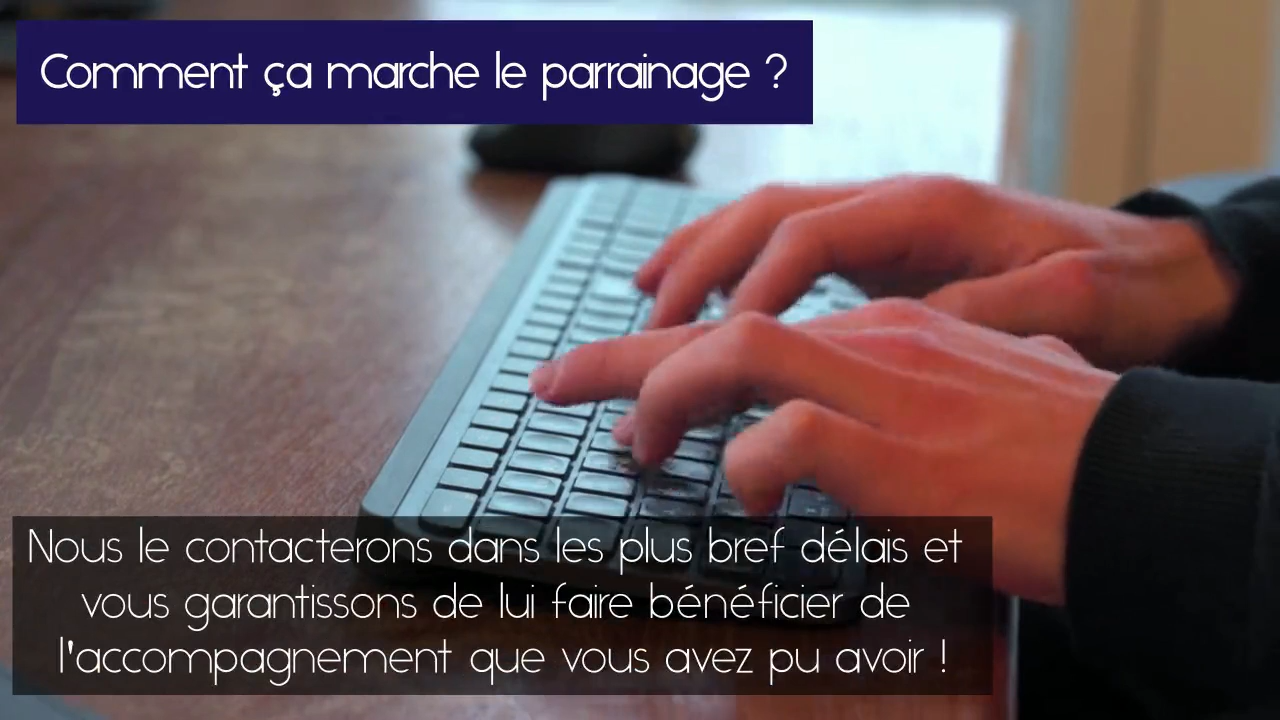 Comment ça marche le parrainage ?
Nous le contacterons dans les plus bref délais et
vous garantissons de lui faire bénéficier de
l'accompagnement que vous avez pu avoir !